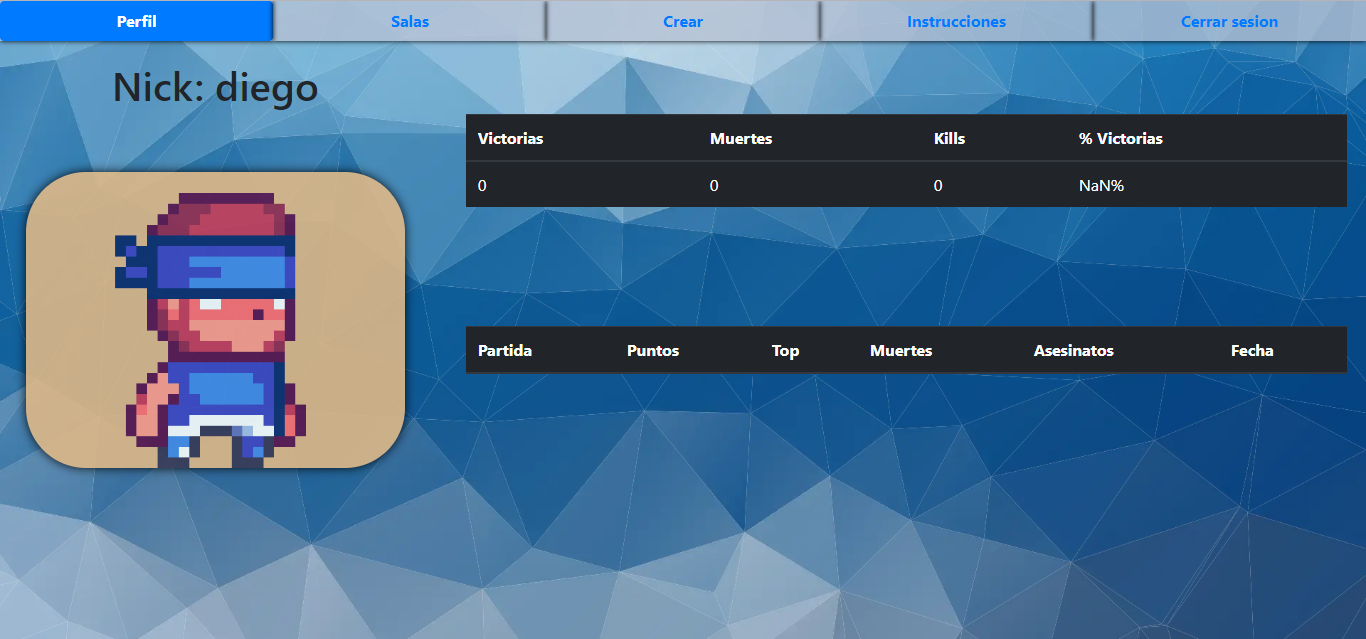 Perfil Salas Crear Instrucciones Cerrar sesion
Nick: diego
Victorias Muertes Kills % Victorias
0 0 0 NaN%
Partida Puntos Top Muertes Asesinatos Fecha